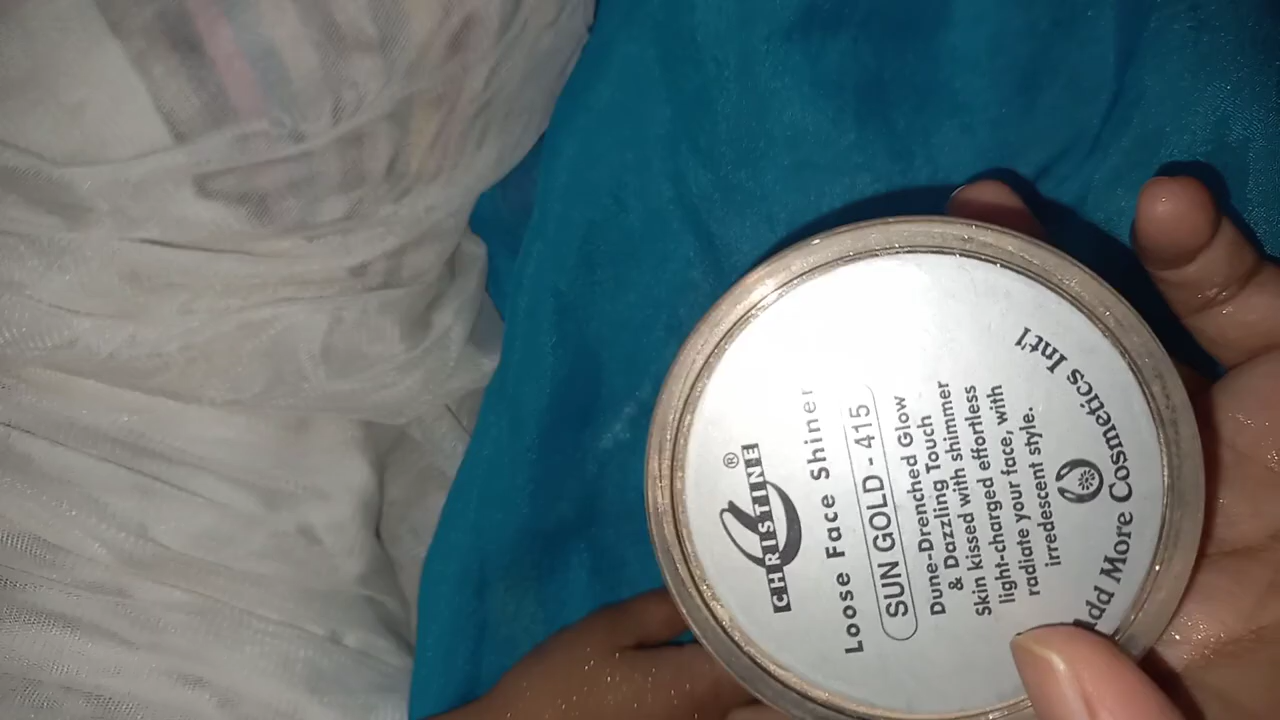 CHRISTINE®
Loose Face Shiner
SUN GOLD - 415
Dune-Drenched Glow
& Dazzling Touch
Skin kissed with shimmer
light-charged effortless
radiate your face, with
irredescent style.
Add More Cosmetics Int'l